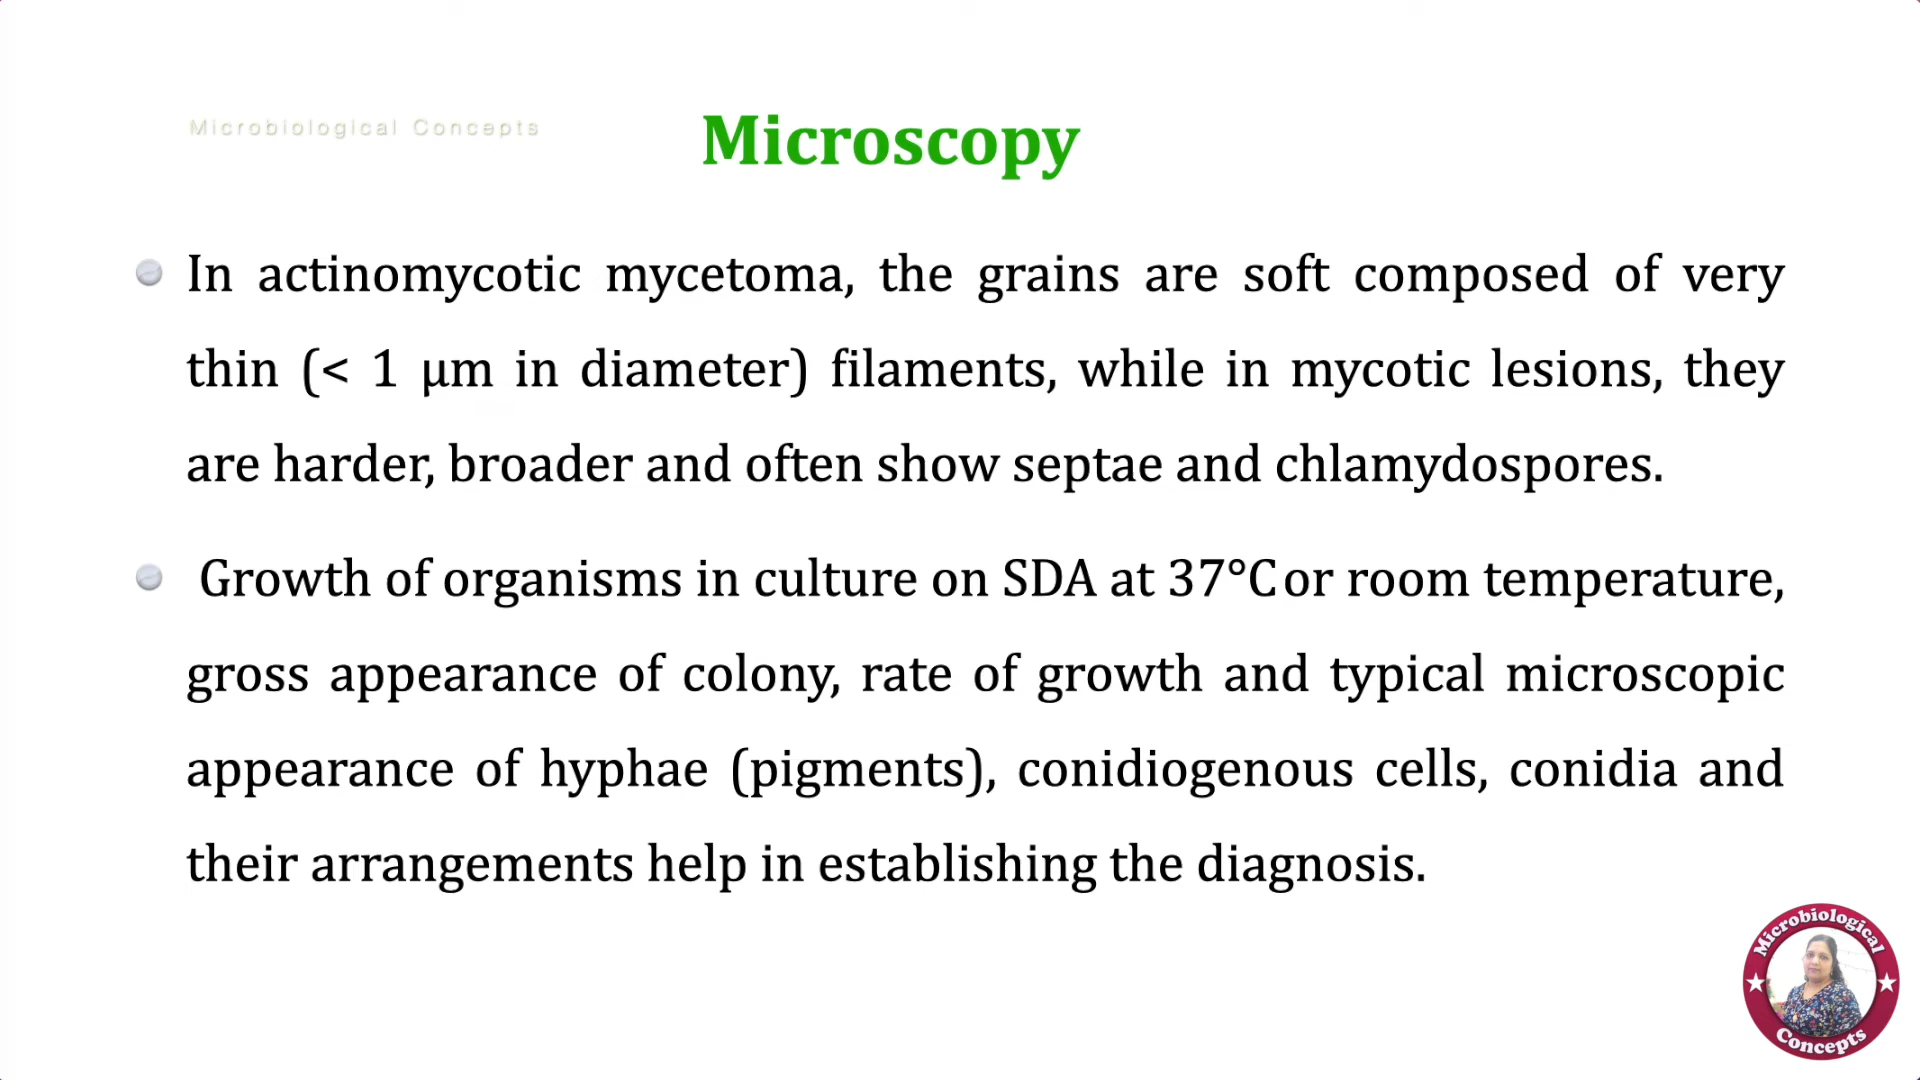 Microbiological Concepts
Microscopy
In actinomycotic mycetoma, the grains are soft composed of very
thin (< 1 µm in diameter) filaments, while in mycotic lesions, they
are harder, broader and often show septae and chlamydospores.
Growth of organisms in culture on SDA at 37°C or room temperature,
gross appearance of colony, rate of growth and typical microscopic
appearance of hyphae (pigments), conidiogenous cells, conidia and
their arrangements help in establishing the diagnosis.
Microbiological
Concepts